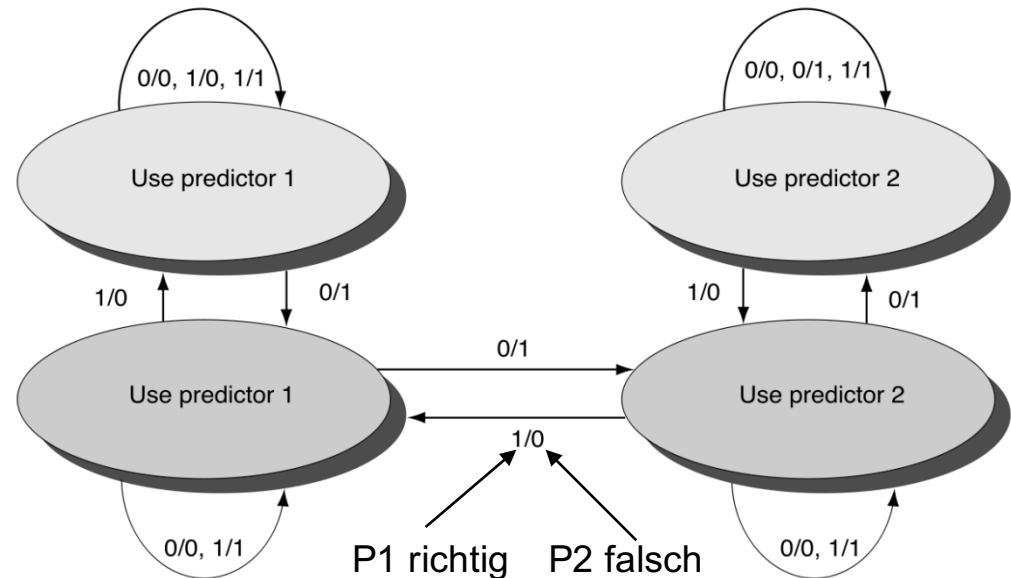 0/0, 1/0, 1/1
0/0, 0/1, 1/1
Use predictor 1
Use predictor 2
1/0
0/1
1/0
0/1
0/1
Use predictor 1
Use predictor 2
1/0
0/0, 1/1
P1 richtig
P2 falsch
0/0, 1/1